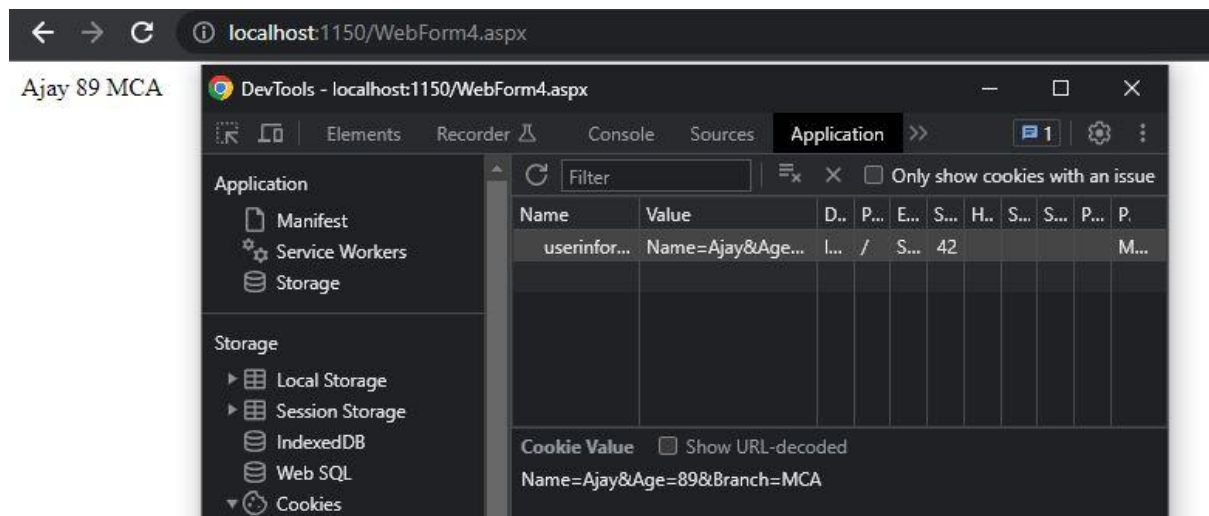 localhost:1150/WebForm4.aspx
Ajay 89 MCA
DevTools - localhost:1150/WebForm4.aspx
Elements Recorder Console Sources Application >> 1
Application
Manifest
Service Workers
Storage
Storage
Local Storage
Session Storage
IndexedDB
Web SQL
Cookies
Filter Only show cookies with an issue
Name Value D.. P... E... S... H.. S... S... P... P.
userinfor... Name=Ajay&Age... l... / S... 42 M...
Cookie Value Show URL-decoded
Name=Ajay&Age=89&Branch=MCA